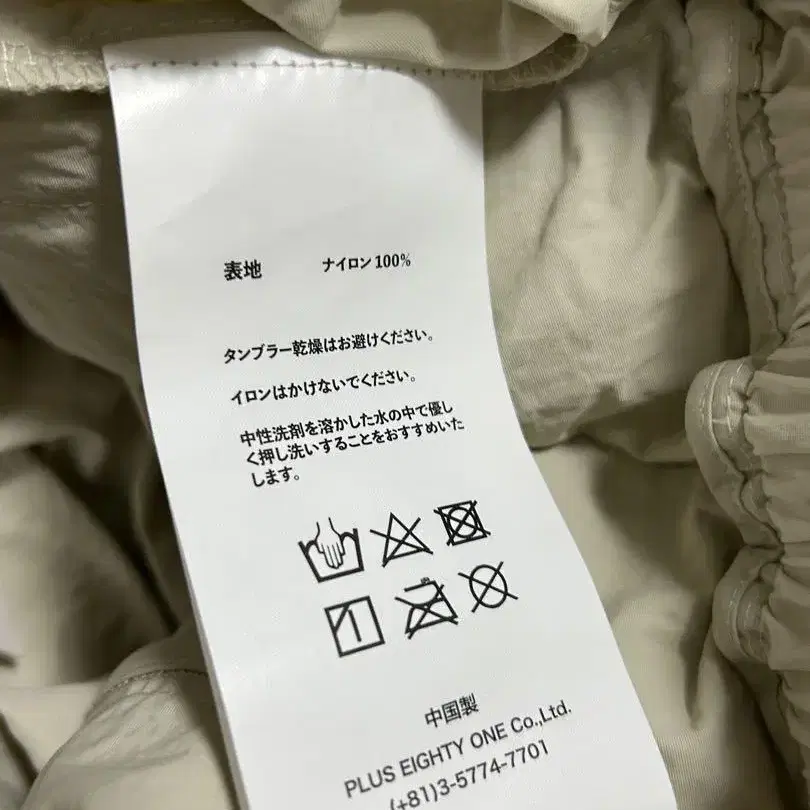 表地 ナイロン 100%
タンブラー乾燥はお避けください。
イロンはかけないでください。
中性洗剤を溶かした水の中で優し
く押し洗いすることをおすすめいた
します。
中国製
PLUS EIGHTY ONE Co.,Ltd.
(+81)3-5774-7701